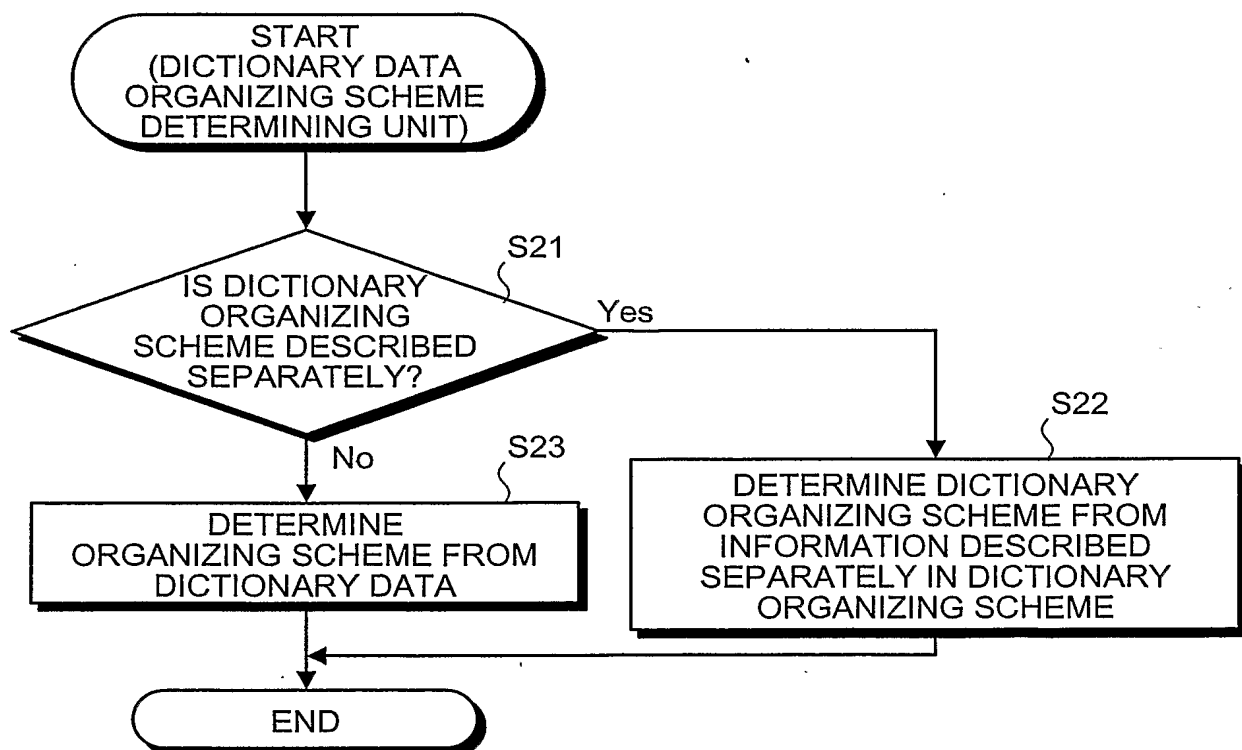 START
(DICTIONARY DATA
ORGANIZING SCHEME
DETERMINING UNIT)
S21
IS DICTIONARY
ORGANIZING
SCHEME DESCRIBED
SEPARATELY?
Yes
No
S23
DETERMINE
ORGANIZING SCHEME FROM
DICTIONARY DATA
S22
DETERMINE DICTIONARY
ORGANIZING SCHEME FROM
INFORMATION DESCRIBED
SEPARATELY IN DICTIONARY
ORGANIZING SCHEME
END